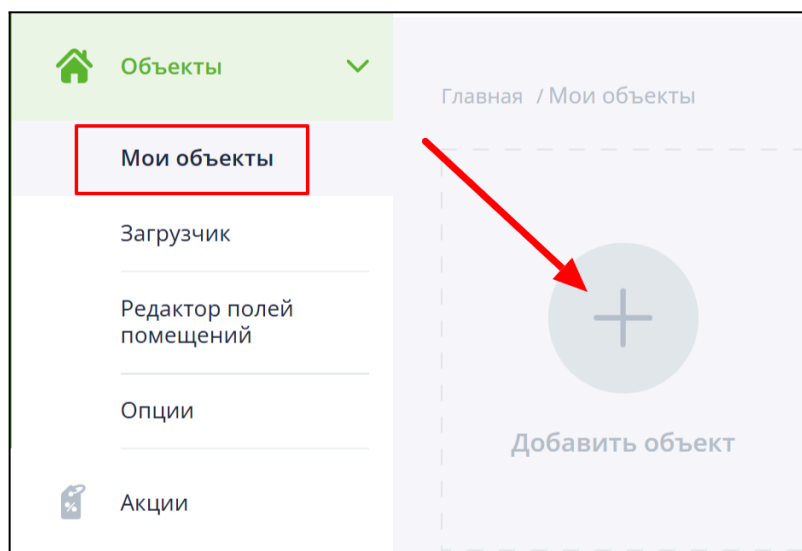 Объекты
Мои объекты
Загрузчик
Редактор полей
помещений
Опции
Акции
%
Главная / Мои объекты
Добавить объект